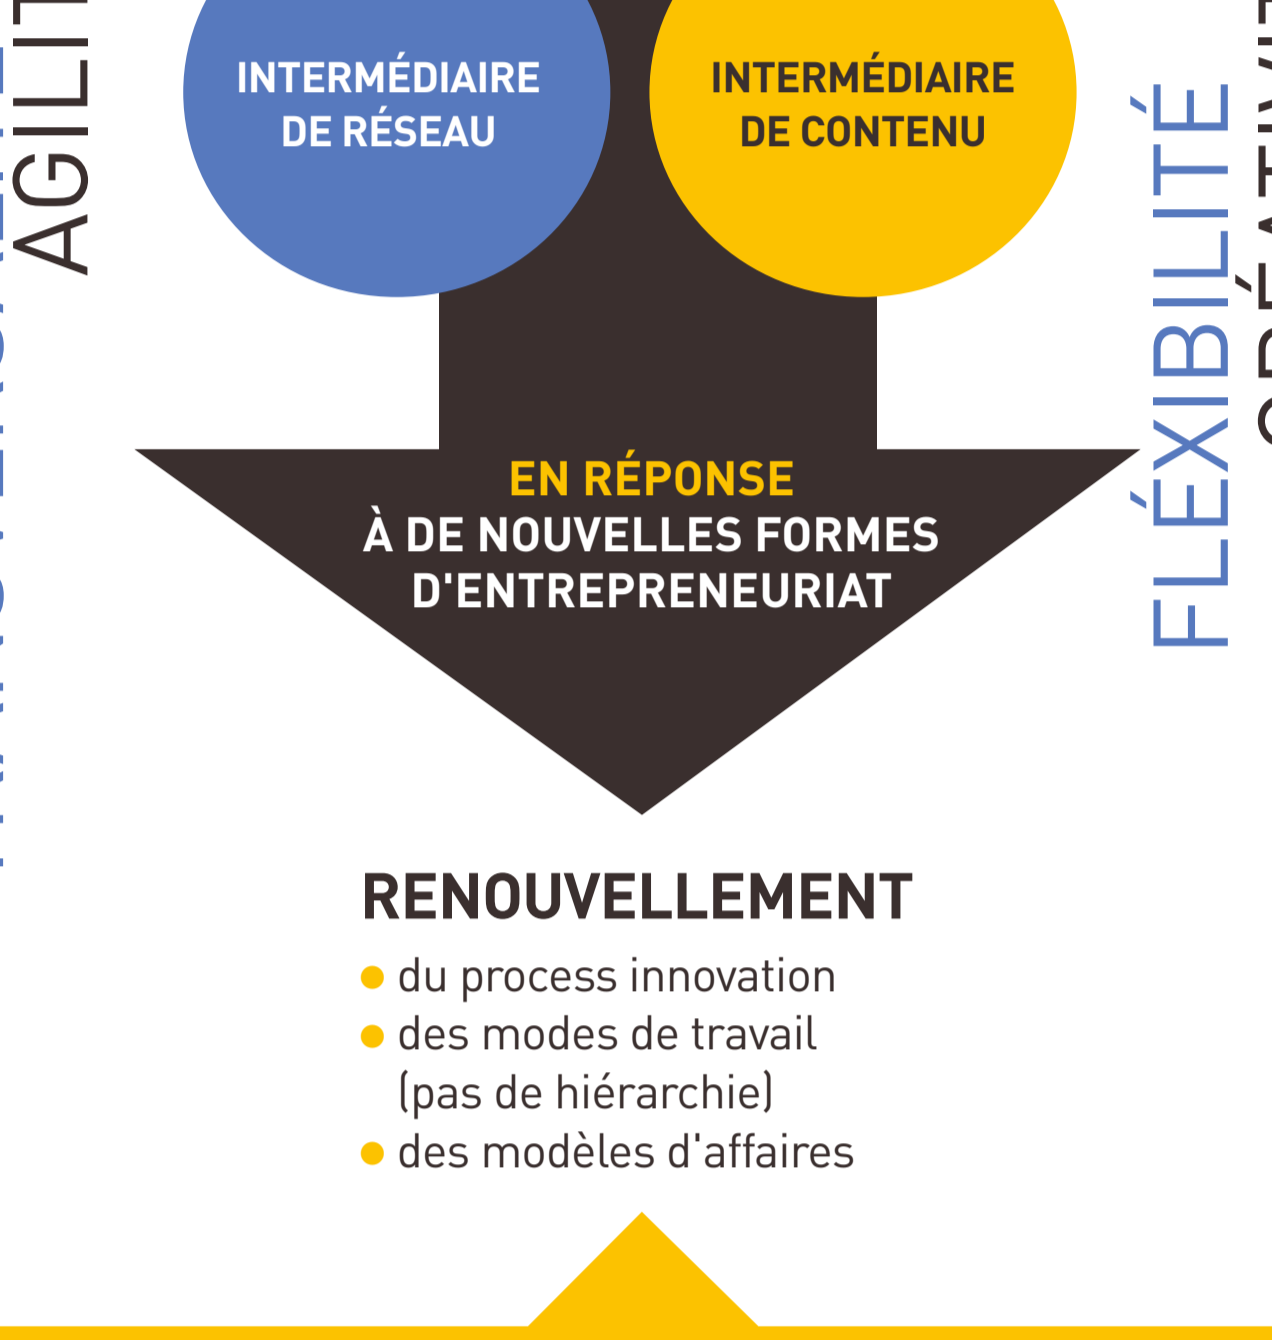 INTERMÉDIAIRE
DE RÉSEAU
INTERMÉDIAIRE
DE CONTENU
FLÉXIBILITÉ
EN RÉPONSE
À DE NOUVELLES FORMES
D'ENTREPRENEURIAT
RENOUVELLEMENT
du process innovation
des modes de travail
(pas de hiérarchie)
des modèles d'affaires